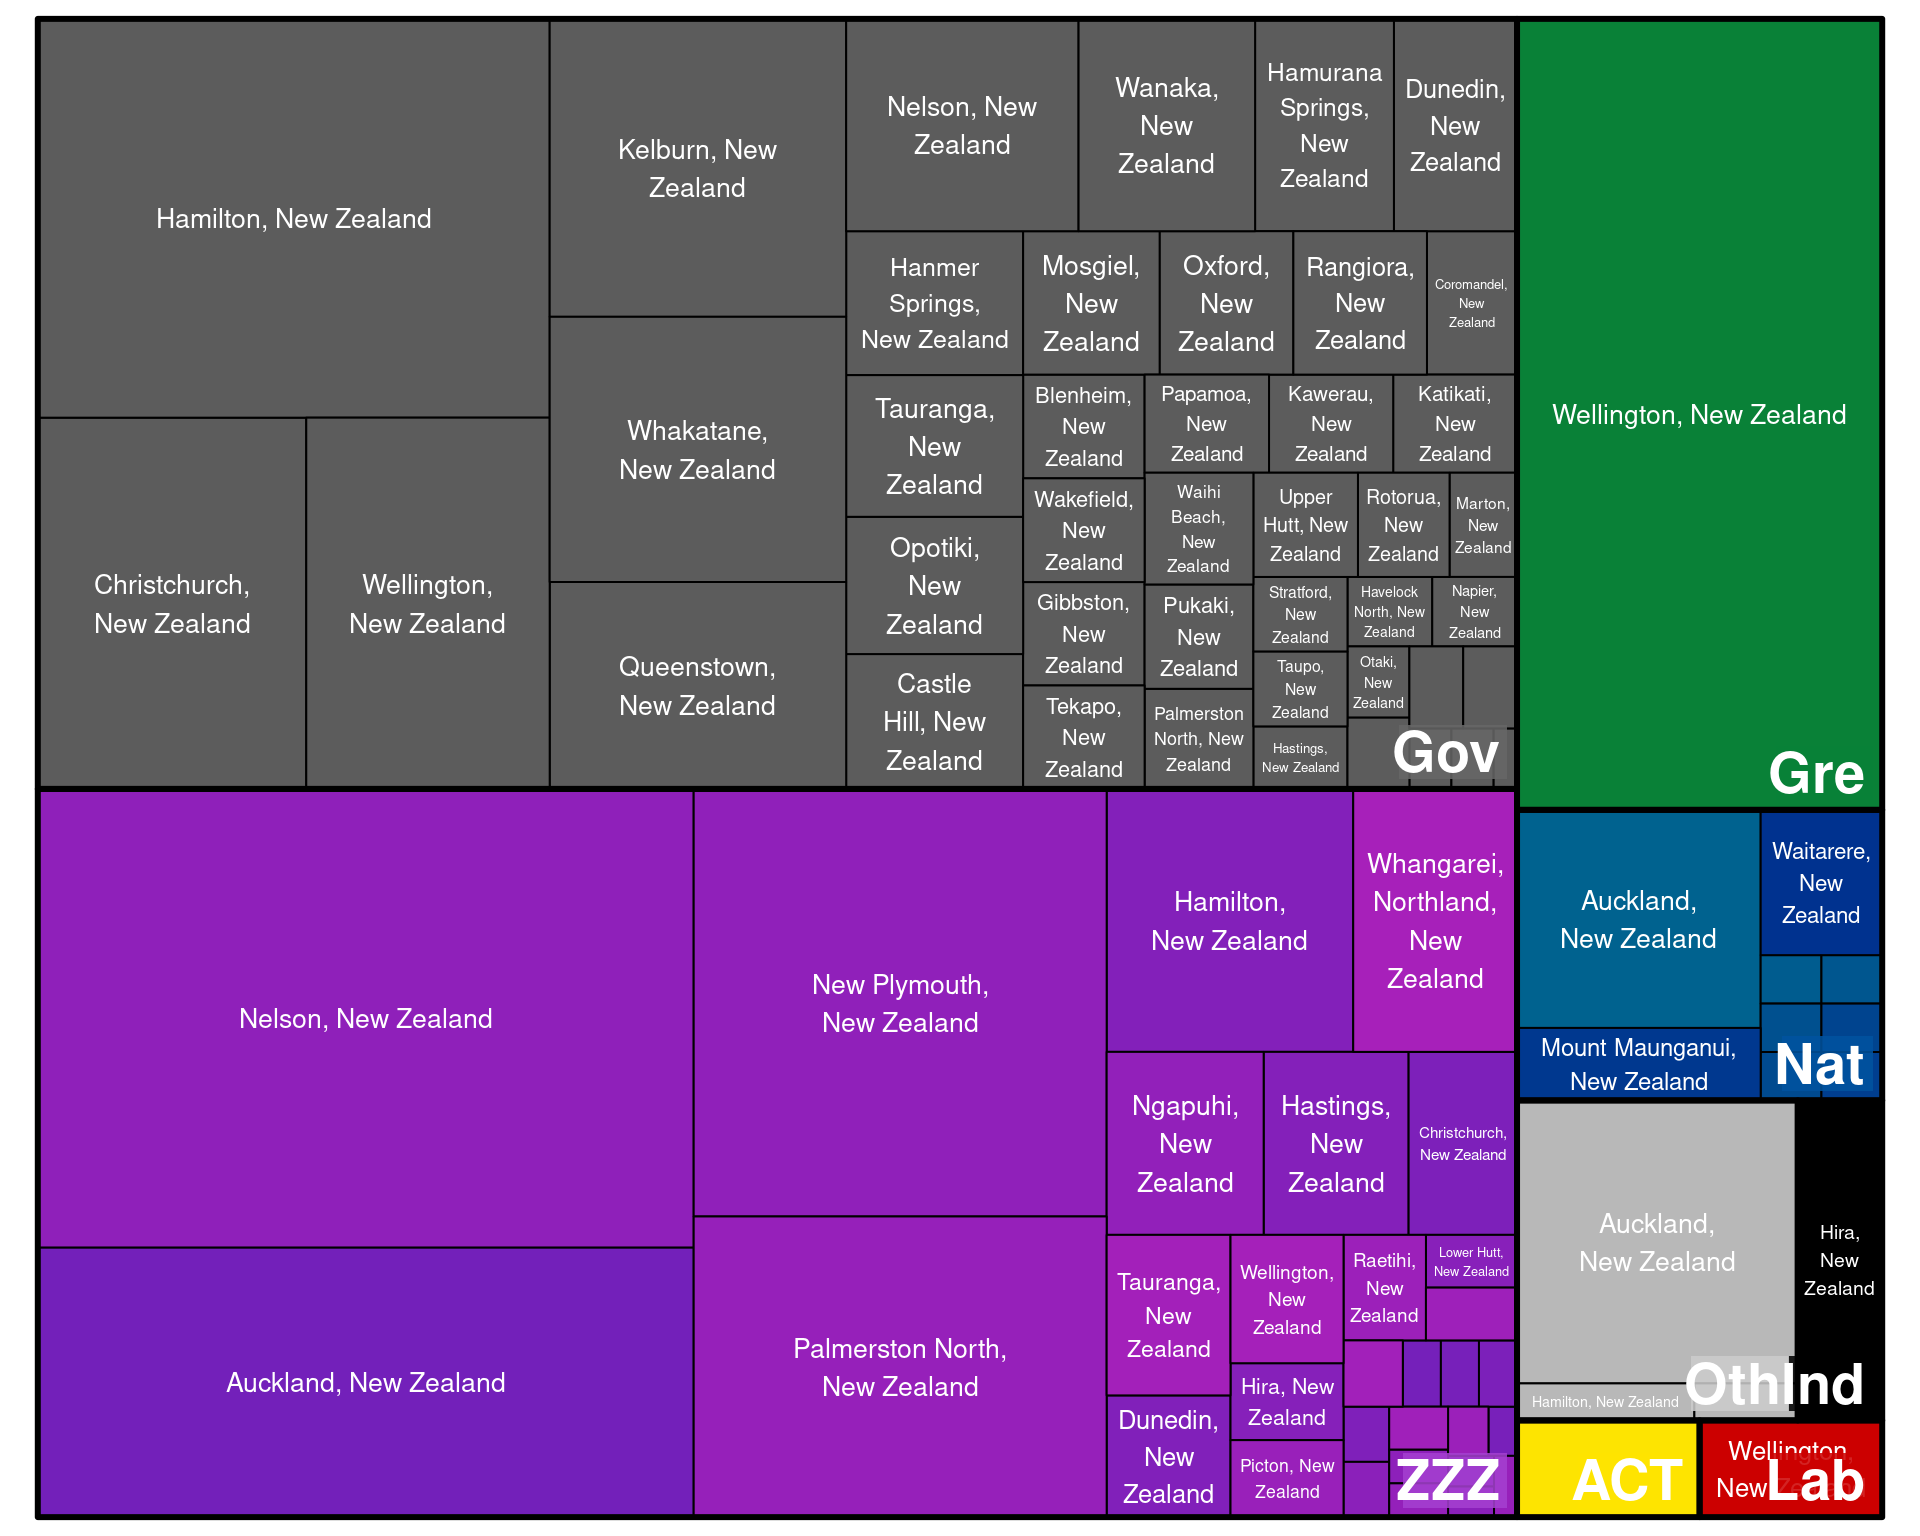 Hamilton, New Zealand
Kelburn, New
Zealand
Nelson, New
Zealand
Wanaka,
New
Zealand
Hamurana
Springs,
New
Zealand
Dunedin,
New
Zealand
Hanmer
Springs,
New Zealand
Mosgiel,
New
Zealand
Oxford,
New
Zealand
Rangiora,
New
Zealand
Coromandel,
New
Zealand
Christchurch,
New Zealand
Wellington,
New Zealand
Whakatane,
New Zealand
Queenstown,
New Zealand
Tauranga,
New
Zealand
Opotiki,
New
Zealand
Castle
Hill, New
Zealand
Blenheim,
New
Zealand
Wakefield,
New
Zealand
Gibbston,
New
Zealand
Tekapo,
New
Zealand
Papamoa,
New
Zealand
Kawerau,
New
Zealand
Katikati,
New
Zealand
Waihi
Beach,
New
Zealand
Pukaki,
New
Zealand
Palmerston
North, New
Zealand
Upper
Hutt, New
Zealand
Rotorua,
New
Zealand
Marton,
New
Zealand
Stratford,
New
Zealand
Havelock
North, New
Zealand
Napier,
New
Zealand
Taupo,
New
Zealand
Otaki,
New
Zealand
Hastings,
New Zealand
Gov
Wellington, New Zealand
Gre
Nelson, New Zealand
Auckland, New Zealand
New Plymouth,
New Zealand
Palmerston North,
New Zealand
Hamilton,
New Zealand
Whangarei,
Northland,
New
Zealand
Ngapuhi,
New
Zealand
Hastings,
New
Zealand
Christchurch,
New Zealand
Tauranga,
New
Zealand
Dunedin,
New
Zealand
Wellington,
New
Zealand
Hira, New
Zealand
Picton, New
Zealand
Raetihi,
New
Zealand
Lower Hutt,
New Zealand
ZZZ
Auckland,
New Zealand
Mount Maunganui,
New Zealand
Waitarere,
New
Zealand
Nat
Auckland,
New Zealand
Hamilton, New Zealand
Hira,
New
Zealand
OthInd
ACT
Wellington,
New Zealand
Lab